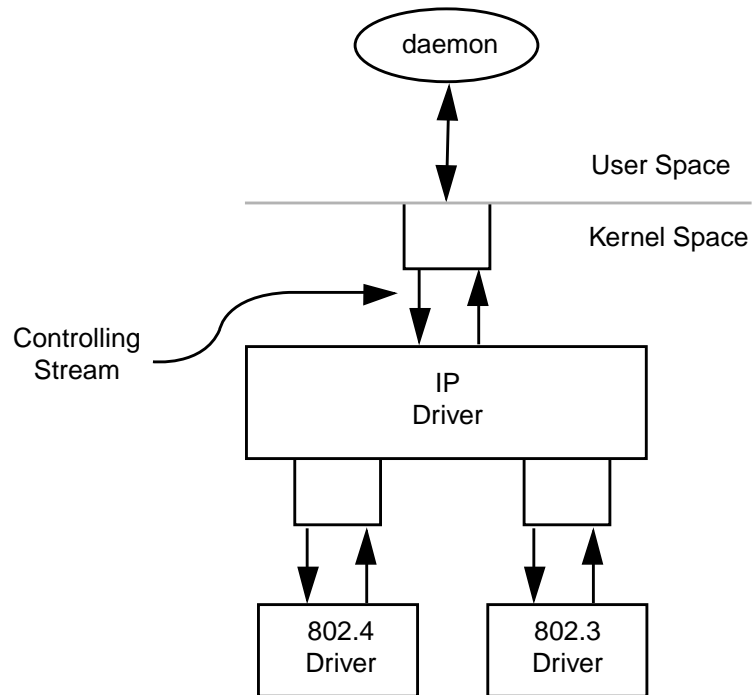 daemon
User Space
Kernel Space
Controlling
Stream
IP
Driver
802.4
Driver
802.3
Driver